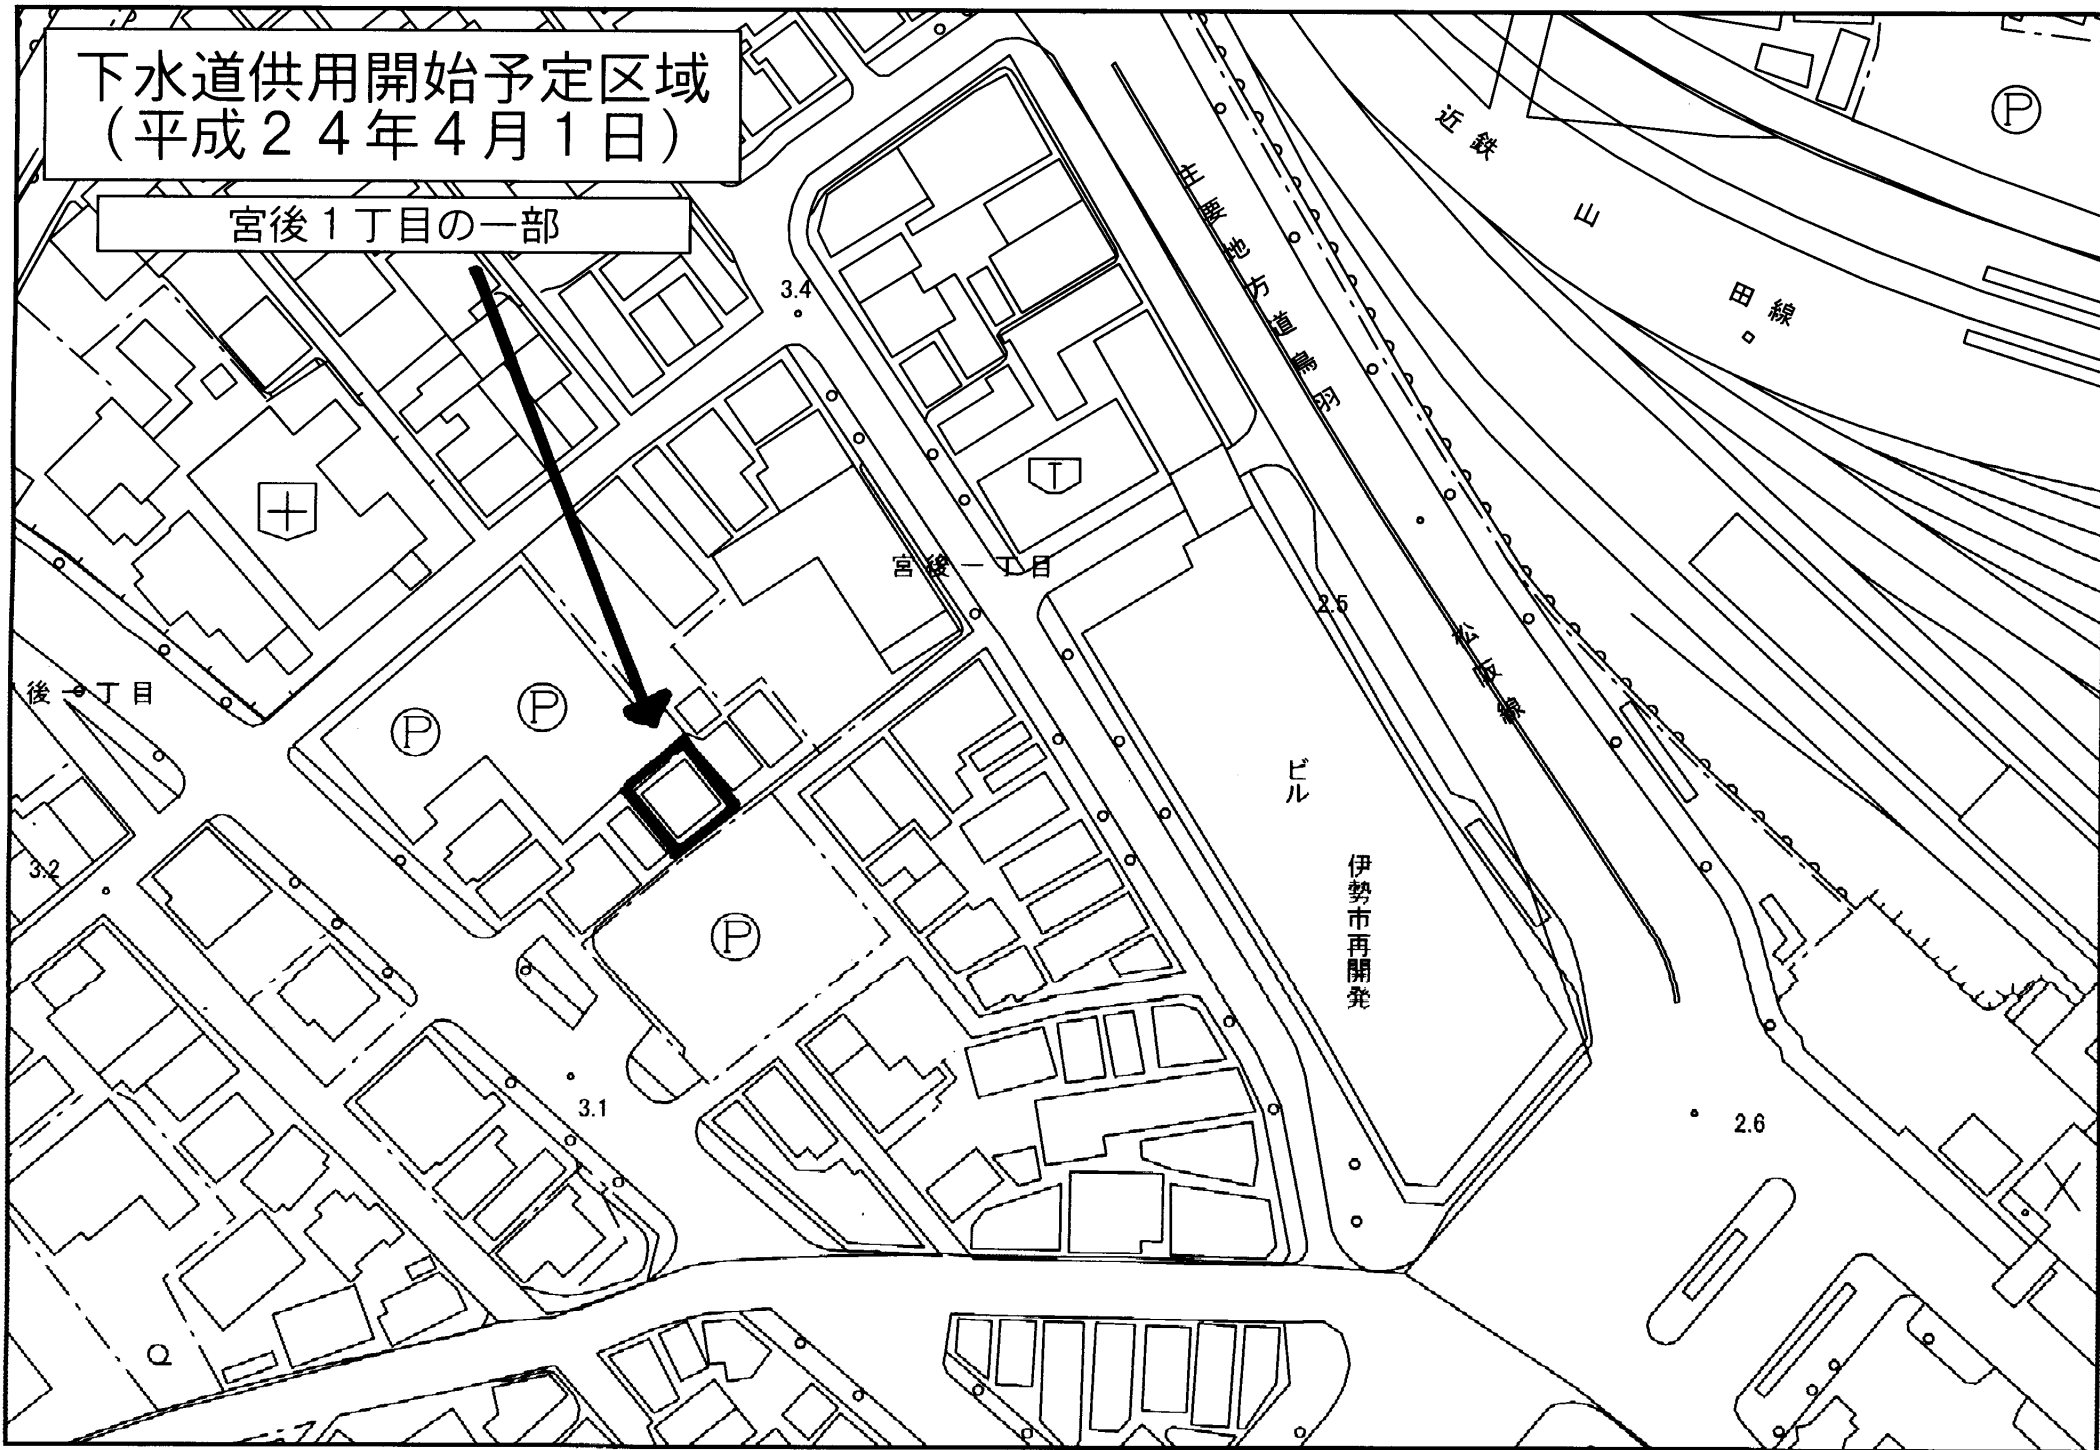 下水道供用開始予定区域
(平成24年4月1日)
宮後1丁目の一部
近鉄山田線
P
主要地方道鳥羽松阪線
3.4
T
宮後一丁目
2.5
後一丁目
P
P
ビル
3.2
伊勢市再開発
P
3.1
2.6